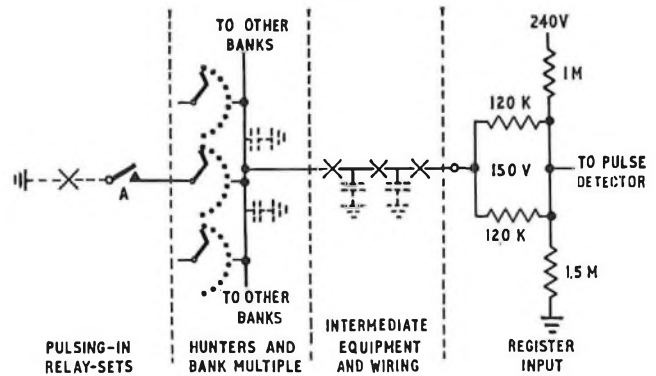 TO OTHER
BANKS
240V
1M
120 K
150 V
TO PULSE
DETECTOR
A
120 K
1.5 M
TO OTHER
BANKS
PULSING-IN
RELAY-SETS
HUNTERS AND
BANK MULTIPLE
INTERMEDIATE
EQUIPMENT
AND WIRING
REGISTER
INPUT